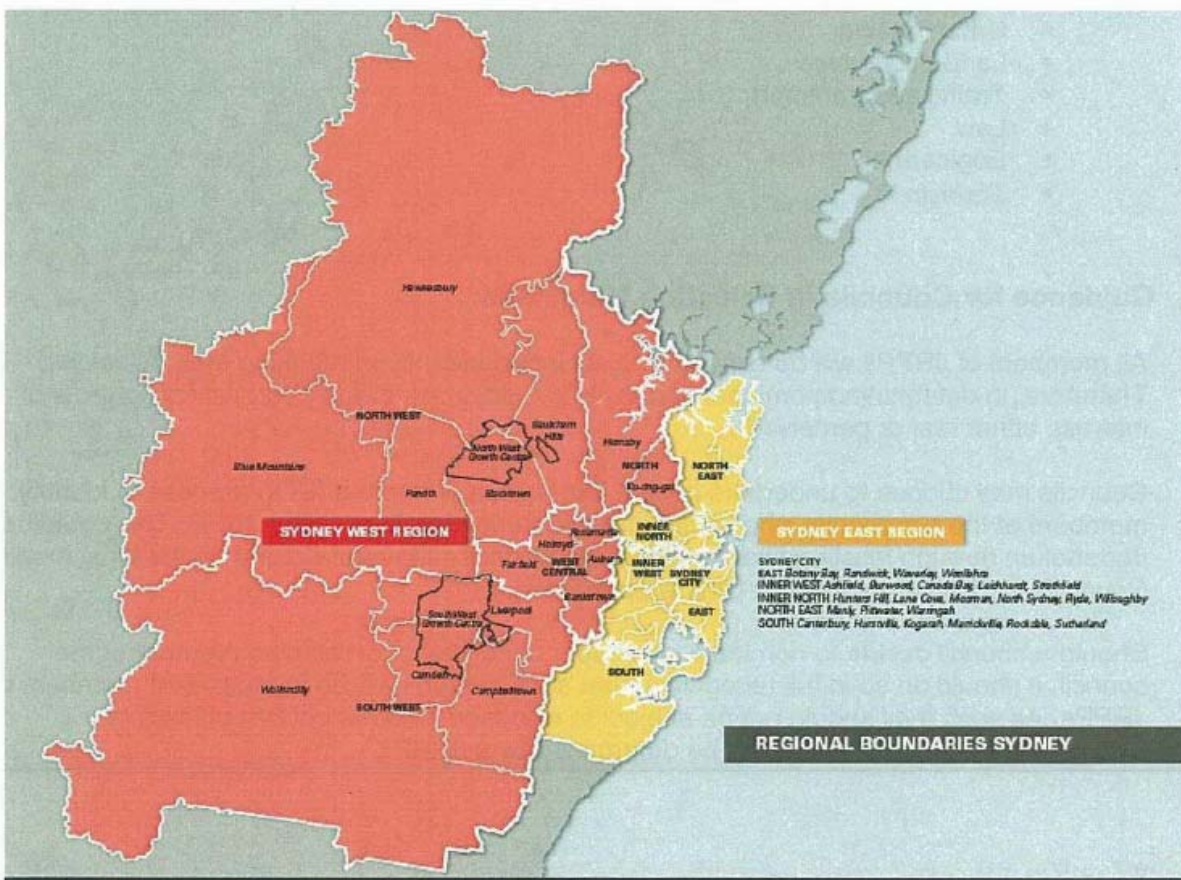 Hawkesbury
NORTH WEST
Baulkham
Hills
North West
Growth Centre
Hornsby
NORTH
Ku-ring-gai
NORTH
EAST
Blue Mountains
Penrith
Blacktown
SYDNEY WEST REGION
SYDNEY EAST REGION
Parramatta
Holroyd
INNER
NORTH
Fairfield
WEST
CENTRAL
Auburn
INNER
WEST
SYDNEY
CITY
Bankstown
EAST
SYDNEY CITY
EAST Botany Bay, Randwick, Waverley, Woollahra
INNER WEST Ashfield, Burwood, Canada Bay, Leichhardt, Strathfield
INNER NORTH Hunters Hill, Lane Cove, Mosman, North Sydney, Ryde, Willoughby
NORTH EAST Manly, Pittwater, Warringah
SOUTH Canterbury, Hurstville, Kogarah, Marrickville, Rockdale, Sutherland
South West
Growth Centre
Liverpool
SOUTH
Wollondilly
Camden
Campbelltown
SOUTH WEST
REGIONAL BOUNDARIES SYDNEY